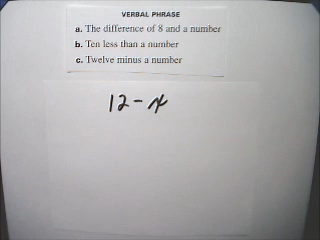 VERBAL PHRASE
a. The difference of 8 and a number
b. Ten less than a number
c. Twelve minus a number
12 - x